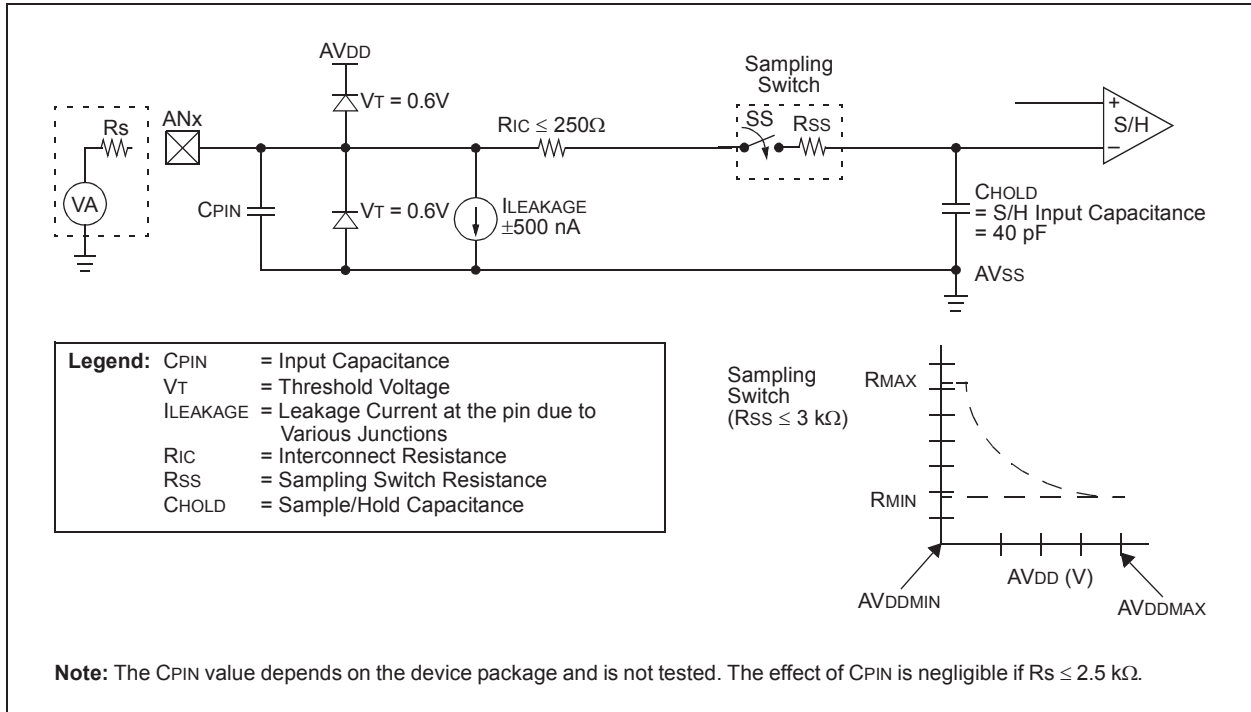 AVDD
VT = 0.6V
Sampling
Switch
Rs
ANx
RIC ≤ 250Ω
SS
RSS
+
S/H
–
VA
CPIN
VT = 0.6V
ILEAKAGE
±500 nA
CHOLD
= S/H Input Capacitance
= 40 pF
AVSS
Legend: CPIN = Input Capacitance
VT = Threshold Voltage
ILEAKAGE = Leakage Current at the pin due to
Various Junctions
RIC = Interconnect Resistance
RSS = Sampling Switch Resistance
CHOLD = Sample/Hold Capacitance
Sampling
Switch
(RSS ≤ 3 kΩ)
RMAX
RMIN
AVDD (V)
AVDDMIN
AVDDMAX
Note: The CPIN value depends on the device package and is not tested. The effect of CPIN is negligible if Rs ≤ 2.5 kΩ.